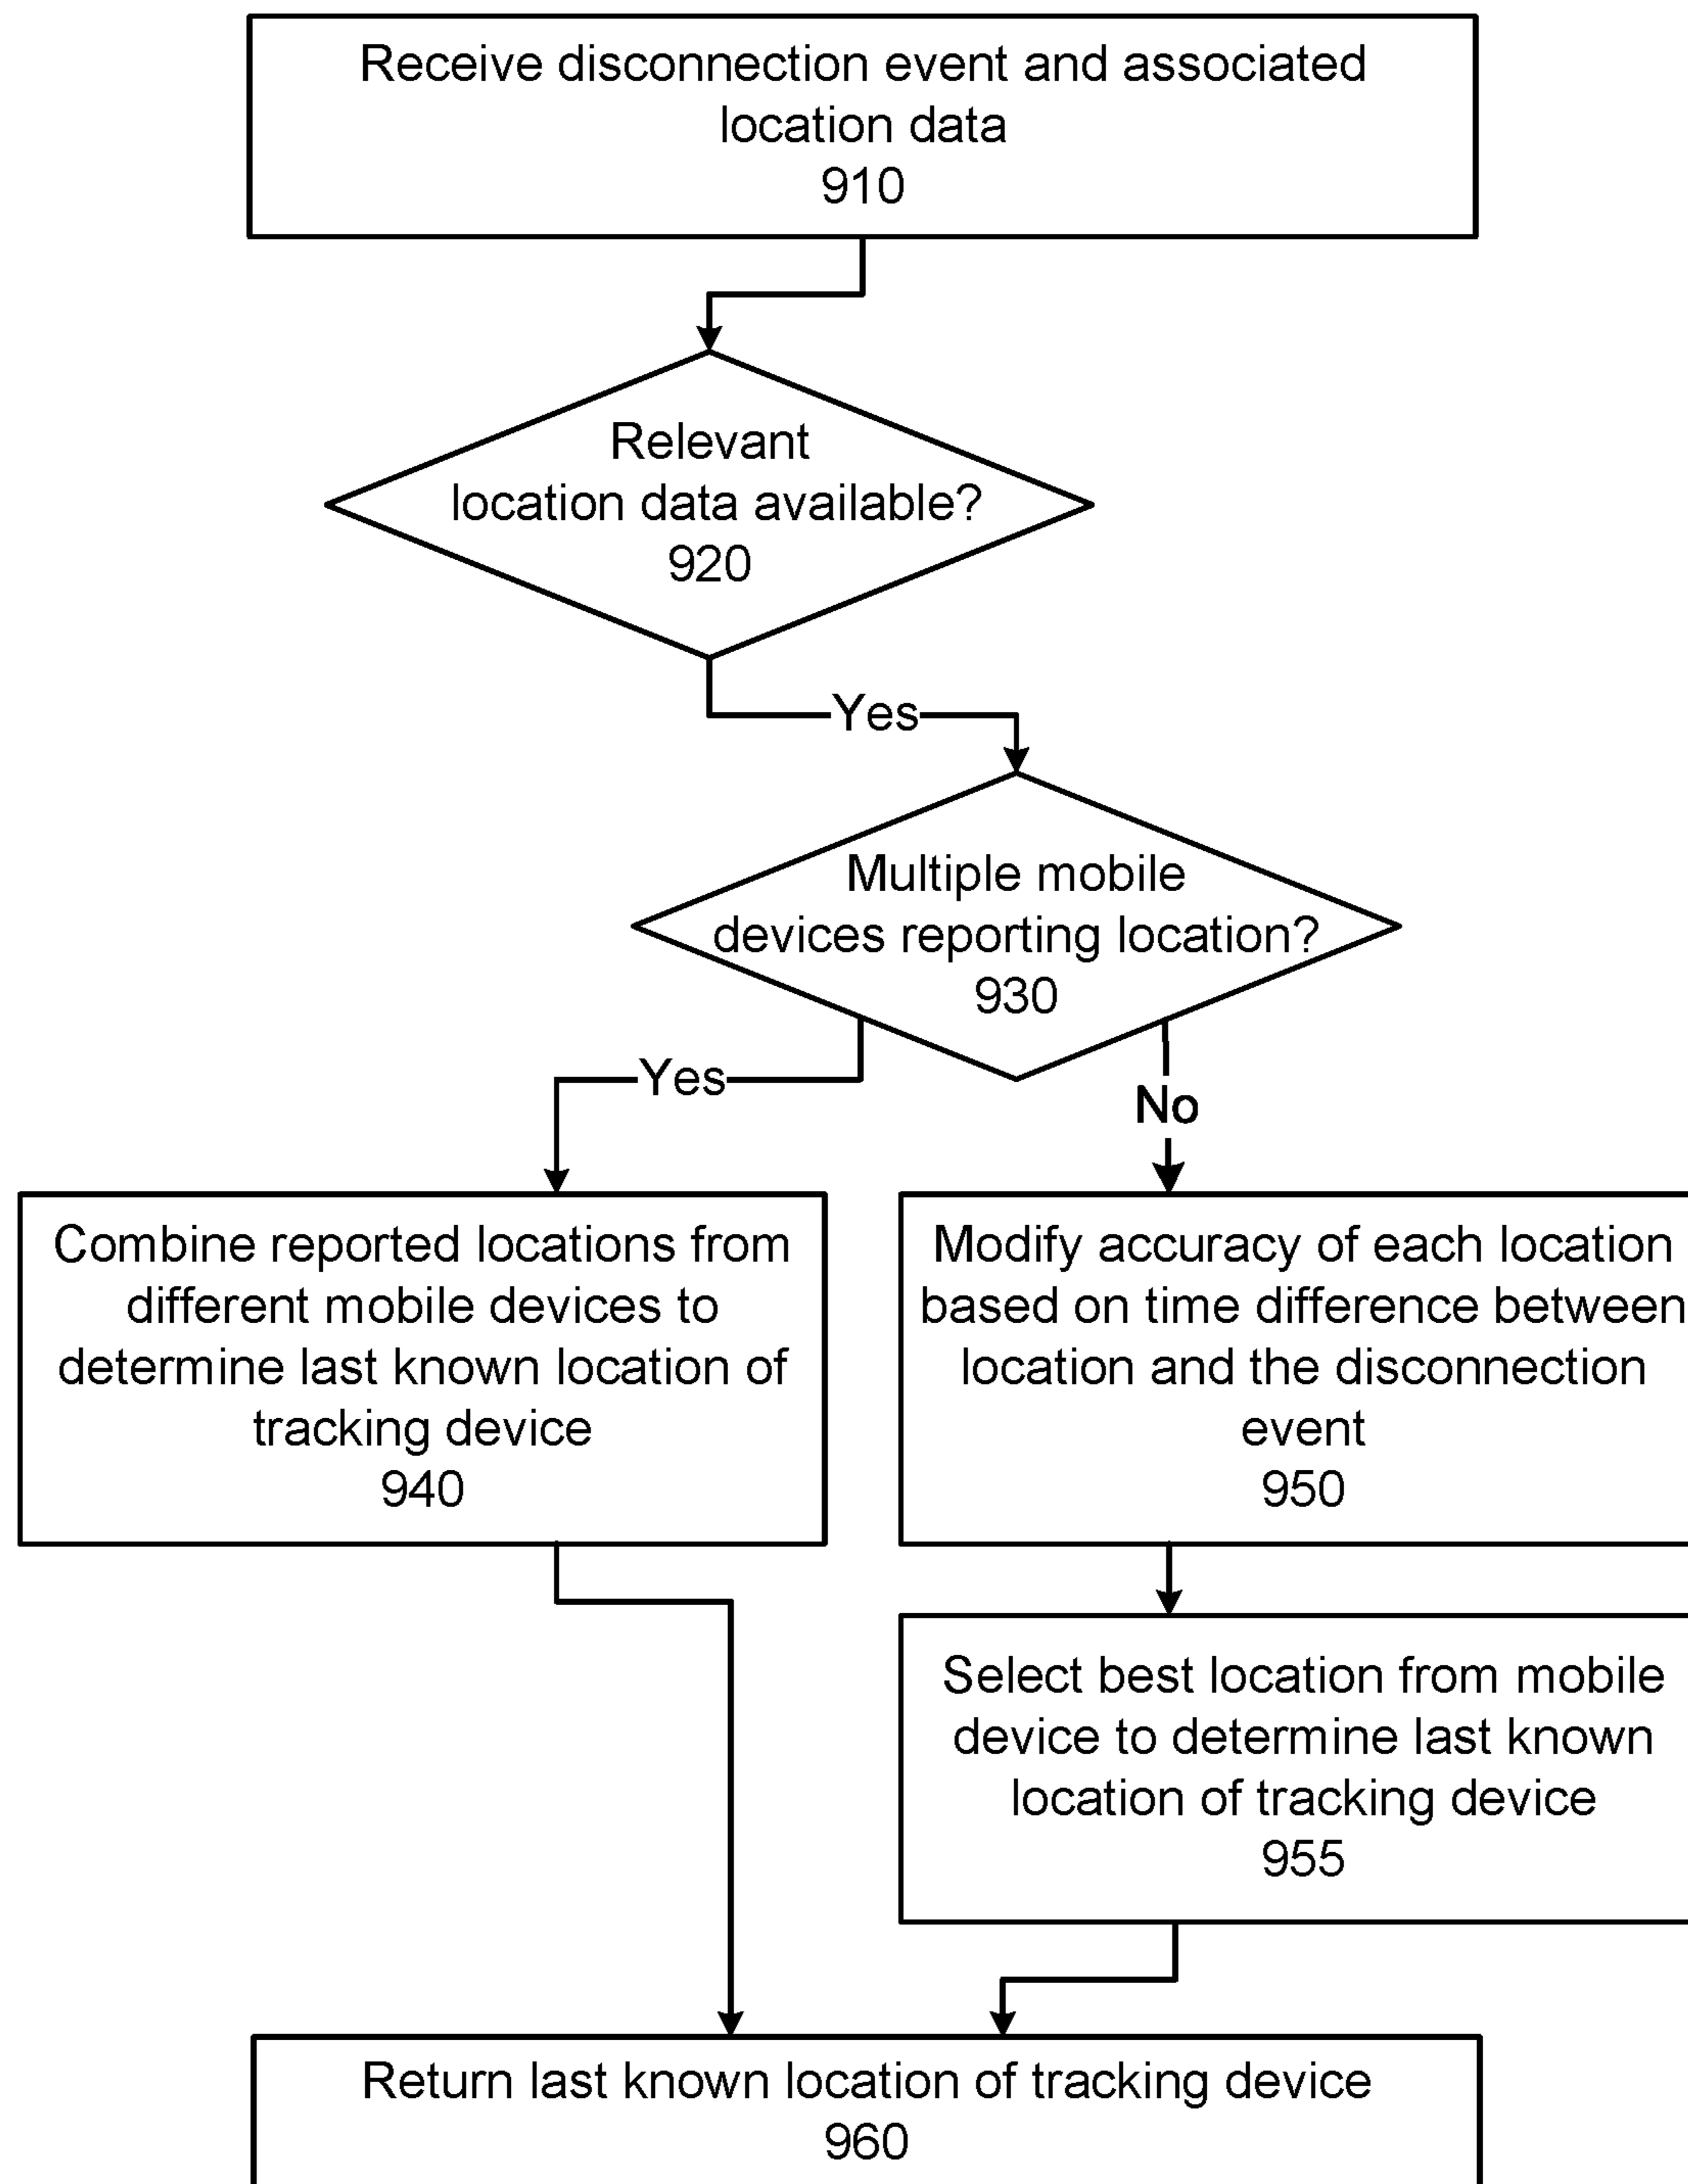 Receive disconnection event and associated
location data
910
Relevant
location data available?
920
Yes
Multiple mobile
devices reporting location?
930
Yes
No
Combine reported locations from
different mobile devices to
determine last known location of
tracking device
940
Modify accuracy of each location
based on time difference between
location and the disconnection
event
950
Select best location from mobile
device to determine last known
location of tracking device
955
Return last known location of tracking device
960